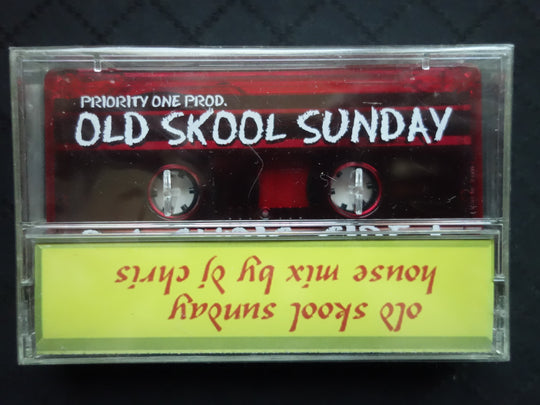 PRIORITY ONE PROD.
OLD SKOOL SUNDAY
old skool sunday
house mix by dj chris